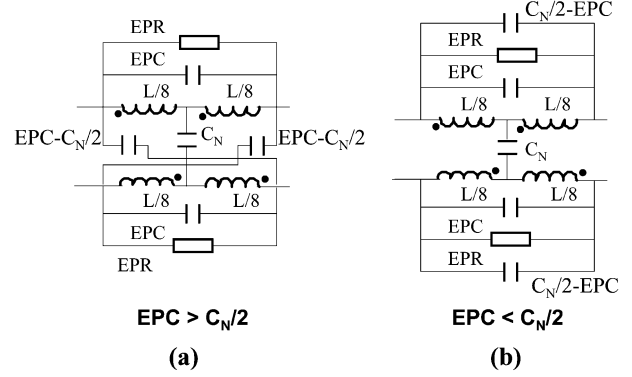 EPR
EPC
L/8
L/8
EPC-C_N/2
C_N
EPC-C_N/2
L/8
L/8
EPC
EPR
EPC > C_N/2
(a)
C_N/2-EPC
EPR
EPC
L/8
L/8
C_N
L/8
L/8
EPC
EPR
C_N/2-EPC
EPC < C_N/2
(b)